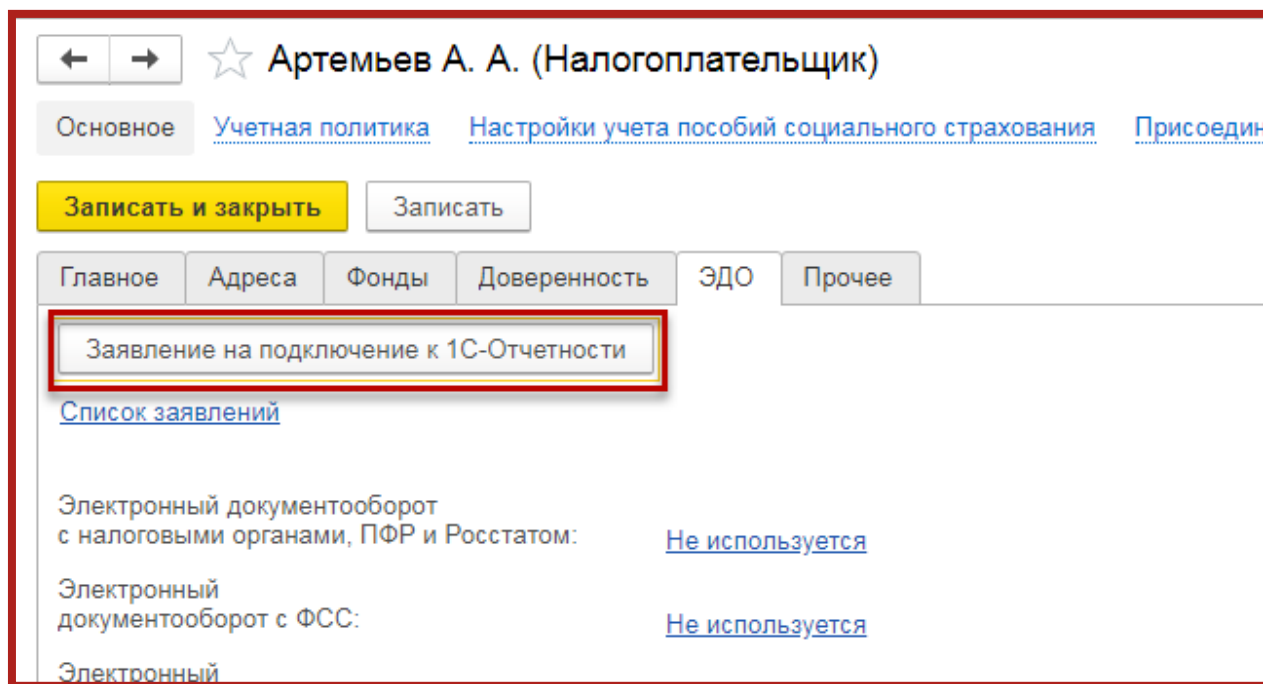 Артемьев А. А. (Налогоплательщик)
Основное Учетная политика Настройки учета пособий социального страхования Присоедин
Записать и закрыть Записать
Главное Адреса Фонды Доверенность ЭДО Прочее
Заявление на подключение к 1С-Отчетности
Список заявлений
Электронный документооборот
с налоговыми органами, ПФР и Росстатом: Не используется
Электронный
документооборот с ФСС: Не используется
Электронный